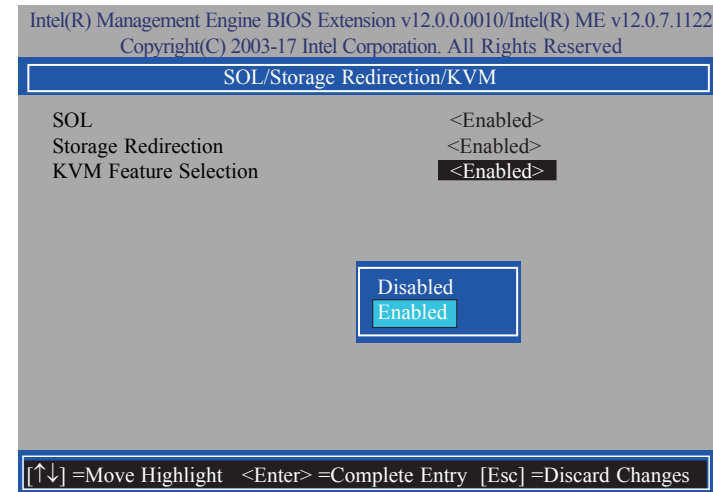 Intel(R) Management Engine BIOS Extension v12.0.0.0010/Intel(R) ME v12.0.7.1122
Copyright(C) 2003-17 Intel Corporation. All Rights Reserved
SOL/Storage Redirection/KVM
SOL <Enabled>
Storage Redirection <Enabled>
KVM Feature Selection <Enabled>
Disabled
Enabled
[↑↓] =Move Highlight <Enter> =Complete Entry [Esc] =Discard Changes